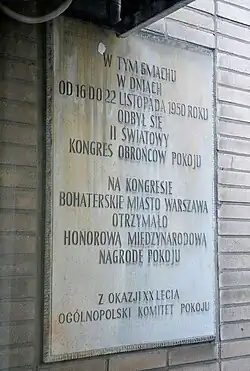 W TYM GMACHU
W DNIACH
OD 16 DO 22 LISTOPADA 1950 ROKU
ODBYŁ SIĘ
II ŚWIATOWY
KONGRES OBROŃCÓW POKOJU
NA KONGRESIE
BOHATERSKIE MIASTO WARSZAWA
OTRZYMAŁO
HONOROWĄ MIĘDZYNARODOWĄ
NAGRODĘ POKOJU
Z OKAZJI XX LECIA
OGÓLNOPOLSKI KOMITET POKOJU